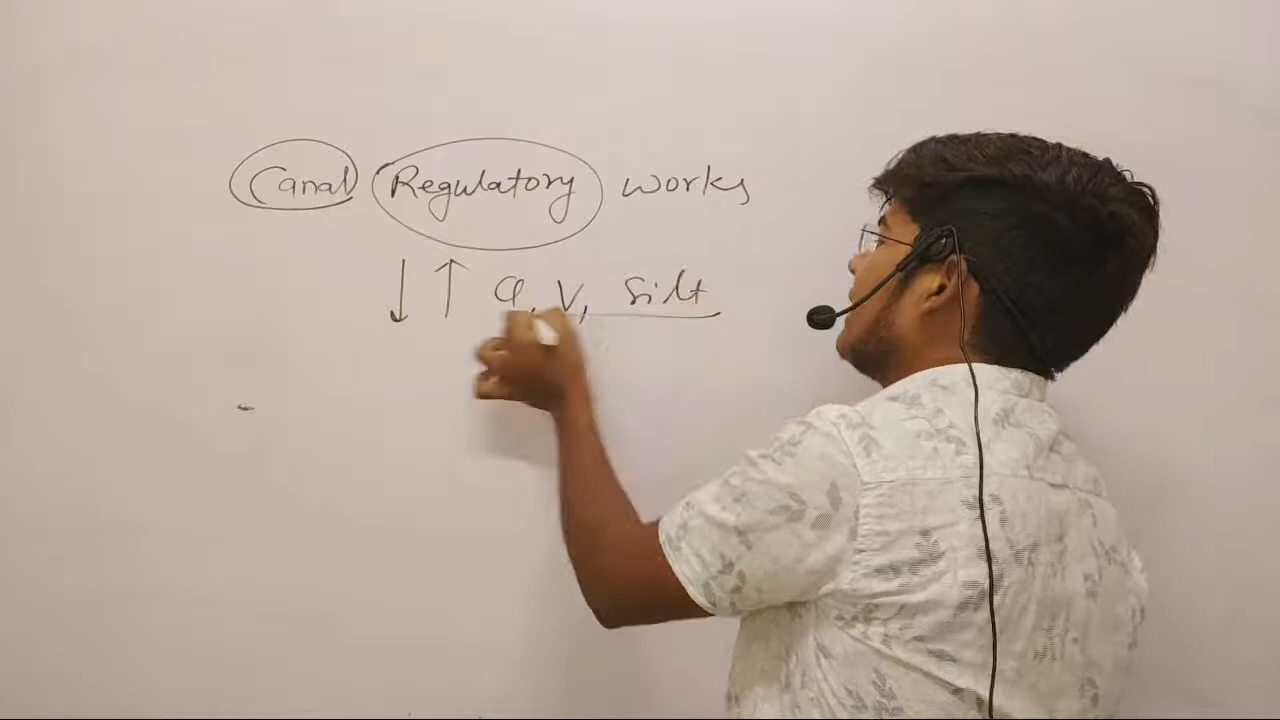 Canal Regulatory works
↓ ↑ Q, V, Silt